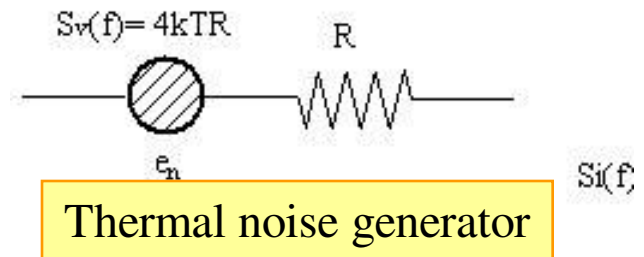 Sv(f)= 4kTR
R
en
Si(f)
Thermal noise generator